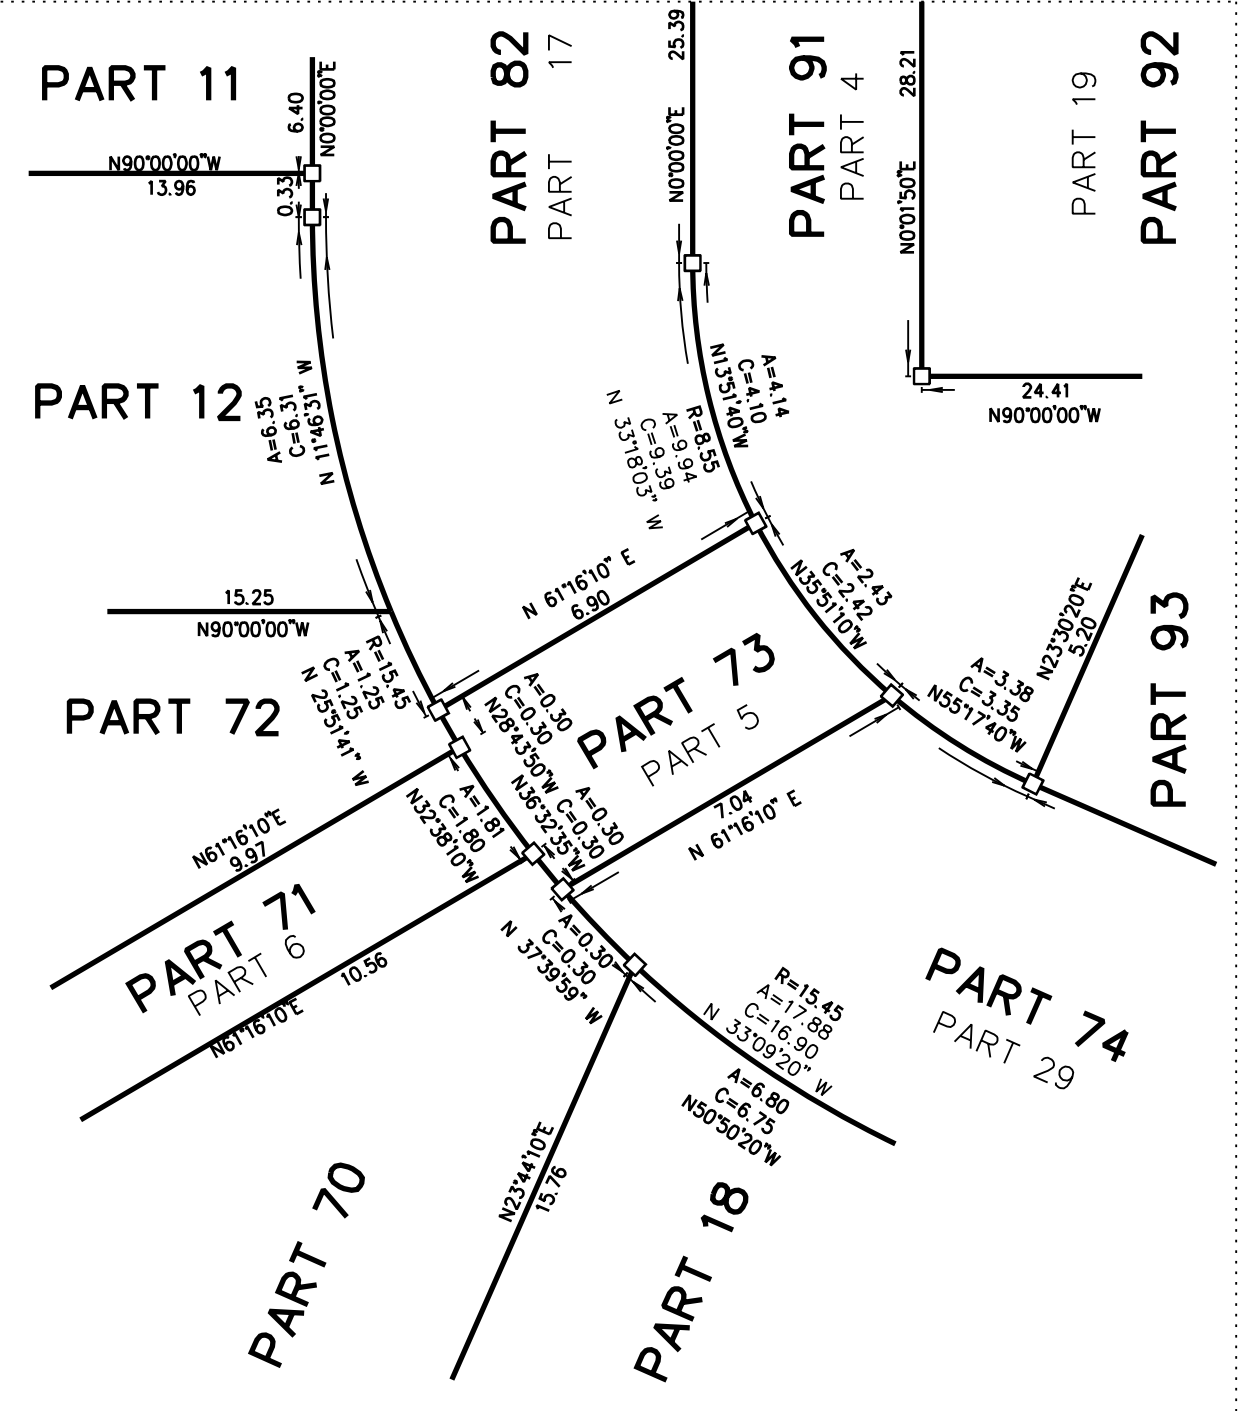 PART 11
6.40
N0°00'00"E
N90°00'00"W
13.96
0.33
PART 82
PART 17
25.39
N0°00'00"E
PART 91
PART 4
28.21
N0°01'50"E
PART 19
PART 92
24.41
N90°00'00"W
PART 12
A=6.35
C=6.31
N 11°46'31" W
A=4.14
C=4.10
N13°51'40"W
R=8.55
A=9.94
C=9.39
N 33°18'03" W
15.25
N90°00'00"W
N 61°16'10" E
6.90
A=2.43
C=2.42
N35°51'10"W
N23°30'20"E
5.20
PART 93
R=15.45
A=1.25
C=1.25
N 25°51'41" W
PART 72
A=0.30
C=0.30
N28°43'50"W
PART 73
PART 5
A=3.38
C=3.35
N55°17'40"W
A=0.30
C=0.30
N36°32'35"W
7.04
N 61°16'10" E
A=1.81
C=1.80
N32°38'10"W
N61°16'10"E
9.97
PART 71
PART 6
10.56
N61°16'10"E
A=0.30
C=0.30
N 37°39'59" W
R=15.45
A=17.88
C=16.90
N 33°09'20" W
A=6.80
C=6.75
N50°50'20"W
PART 74
PART 29
N23°44'10"E
15.76
PART 70
PART 18